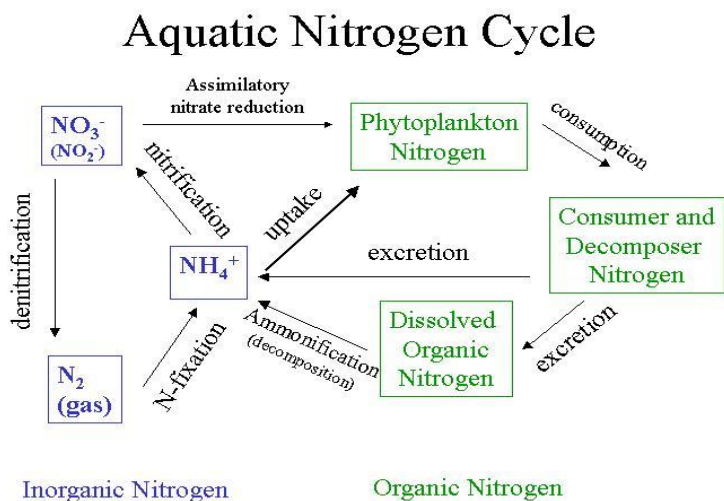 Aquatic Nitrogen Cycle
Assimilatory
nitrate reduction
NO₃⁻
(NO₂⁻)
Phytoplankton
Nitrogen
consumption
nitrification
uptake
denitrification
NH₄⁺
excretion
Consumer and
Decomposer
Nitrogen
Ammonification
(decomposition)
Dissolved
Organic
Nitrogen
excretion
N₂
(gas)
N-fixation
Inorganic Nitrogen
Organic Nitrogen